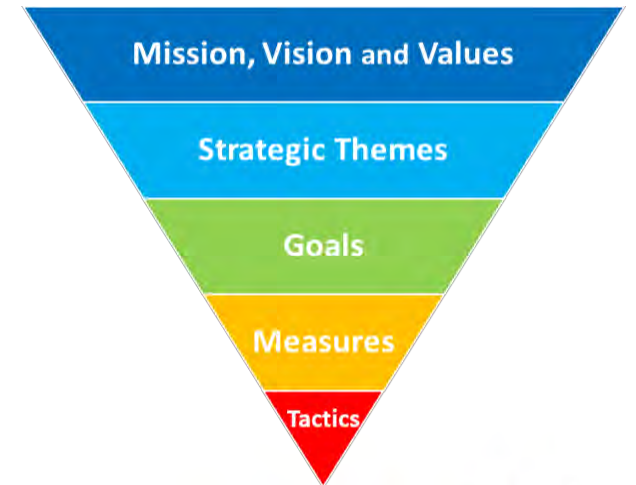 Mission, Vision and Values
Strategic Themes
Goals
Measures
Tactics